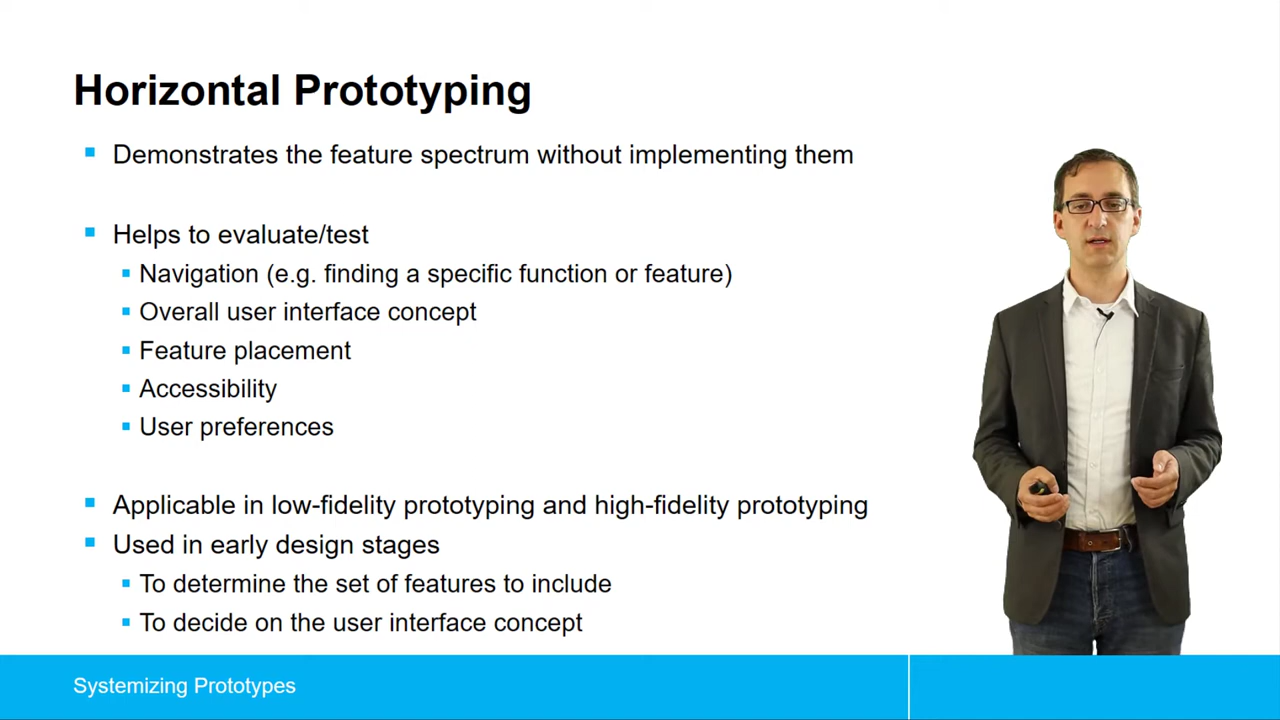 Horizontal Prototyping
Demonstrates the feature spectrum without implementing them
Helps to evaluate/test
Navigation (e.g. finding a specific function or feature)
Overall user interface concept
Feature placement
Accessibility
User preferences
Applicable in low-fidelity prototyping and high-fidelity prototyping
Used in early design stages
To determine the set of features to include
To decide on the user interface concept
Systemizing Prototypes